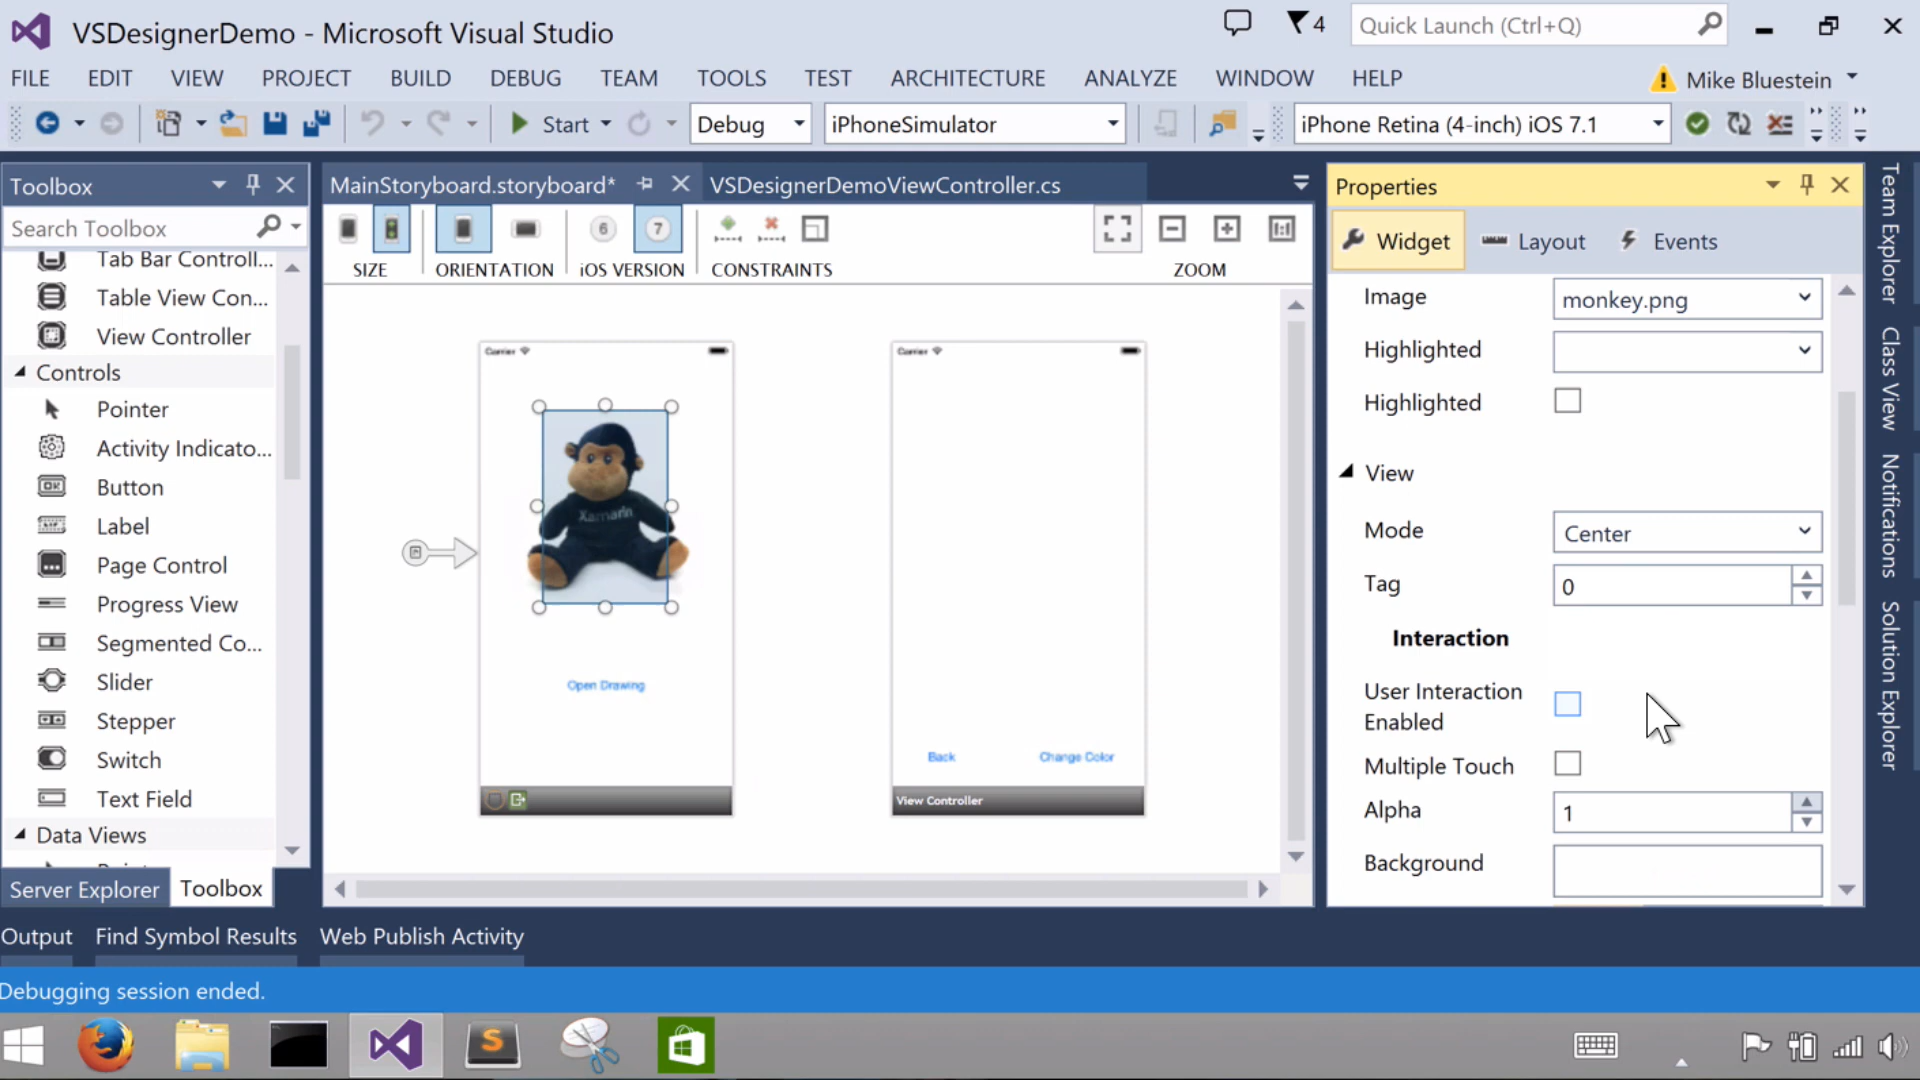 VSDesignerDemo - Microsoft Visual Studio
4
Quick Launch (Ctrl+Q)
FILE EDIT VIEW PROJECT BUILD DEBUG TEAM TOOLS TEST ARCHITECTURE ANALYZE WINDOW HELP
Mike Bluestein
Start
Debug
iPhoneSimulator
iPhone Retina (4-inch) iOS 7.1
Toolbox
Search Toolbox
Tab Bar Controll...
Table View Con...
View Controller
Controls
Pointer
Activity Indicato...
Button
Label
Page Control
Progress View
Segmented Co...
Slider
Stepper
Switch
Text Field
Data Views
Server Explorer
Toolbox
MainStoryboard.storyboard*
VSDesignerDemoViewController.cs
6
7
SIZE
ORIENTATION
iOS VERSION
CONSTRAINTS
ZOOM
Carrier
Xamarin
Open Drawing
Carrier
Back
Change Color
View Controller
Properties
Widget
Layout
Events
Image
monkey.png
Highlighted
Highlighted
View
Mode
Center
Tag
0
Interaction
User Interaction
Enabled
Multiple Touch
Alpha
1
Background
Team Explorer
Class View
Notifications
Solution Explorer
Output
Find Symbol Results
Web Publish Activity
Debugging session ended.